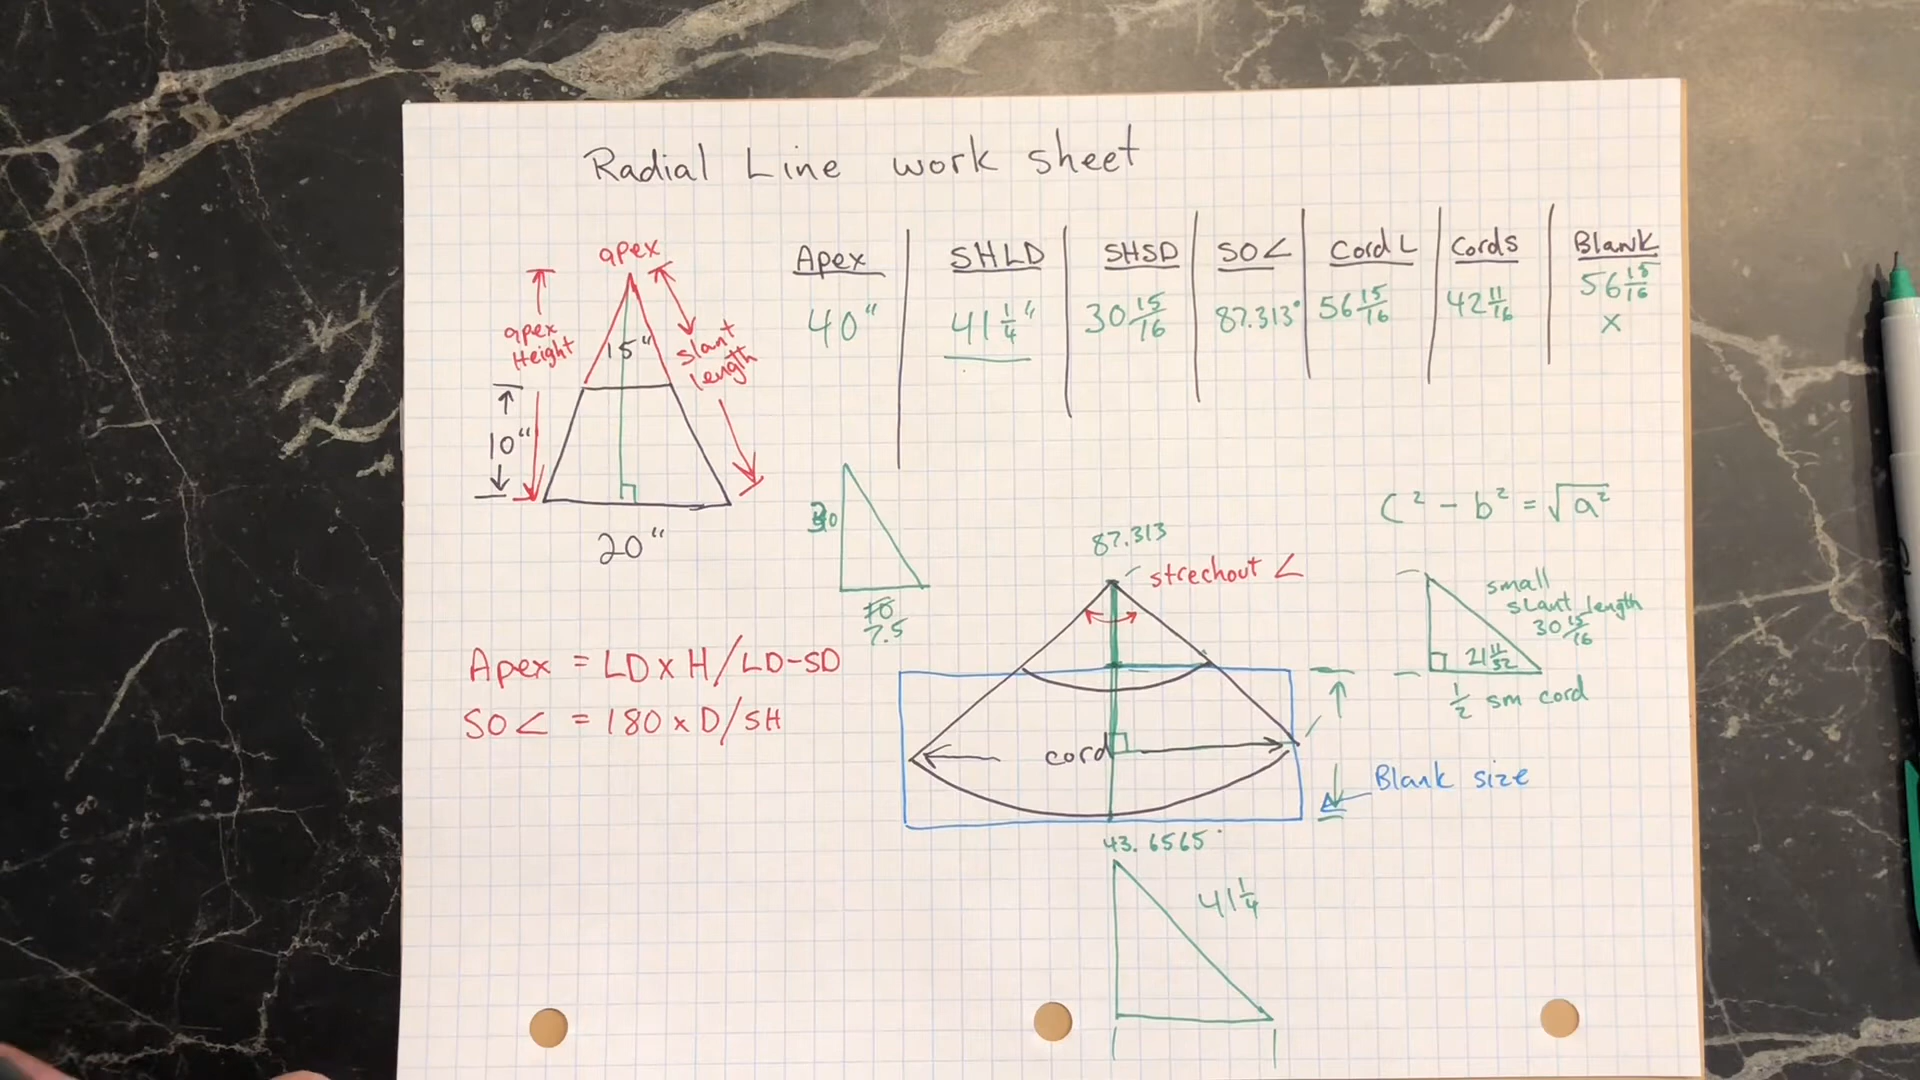 Radial Line work sheet
apex
apex Height
15"
slant length
10"
20"
Apex
40"
SHLD
41 1/4"
SHSD
30 15/16
SO∠
87.313°
Cord L
56 15/16
Cord S
42 11/16
Blank
56 15/16
x
7.5
C² - b² = √a²
87.313
strechout ∠
small
slant length
30 15/16
21 11/32
1/2 sm cord
Apex = LD x H/LD-SD
SO∠ = 180 x D/SH
cord
Blank size
43.6565°
41 1/4